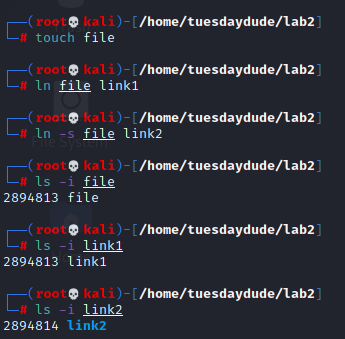 ┌──(root💀kali)-[/home/tuesdaydude/lab2]
└─# touch file
┌──(root💀kali)-[/home/tuesdaydude/lab2]
└─# ln file link1
┌──(root💀kali)-[/home/tuesdaydude/lab2]
└─# ln -s file link2
File System
┌──(root💀kali)-[/home/tuesdaydude/lab2]
└─# ls -i file
2894813 file
┌──(root💀kali)-[/home/tuesdaydude/lab2]
└─# ls -i link1
2894813 link1
┌──(root💀kali)-[/home/tuesdaydude/lab2]
└─# ls -i link2
2894814 link2